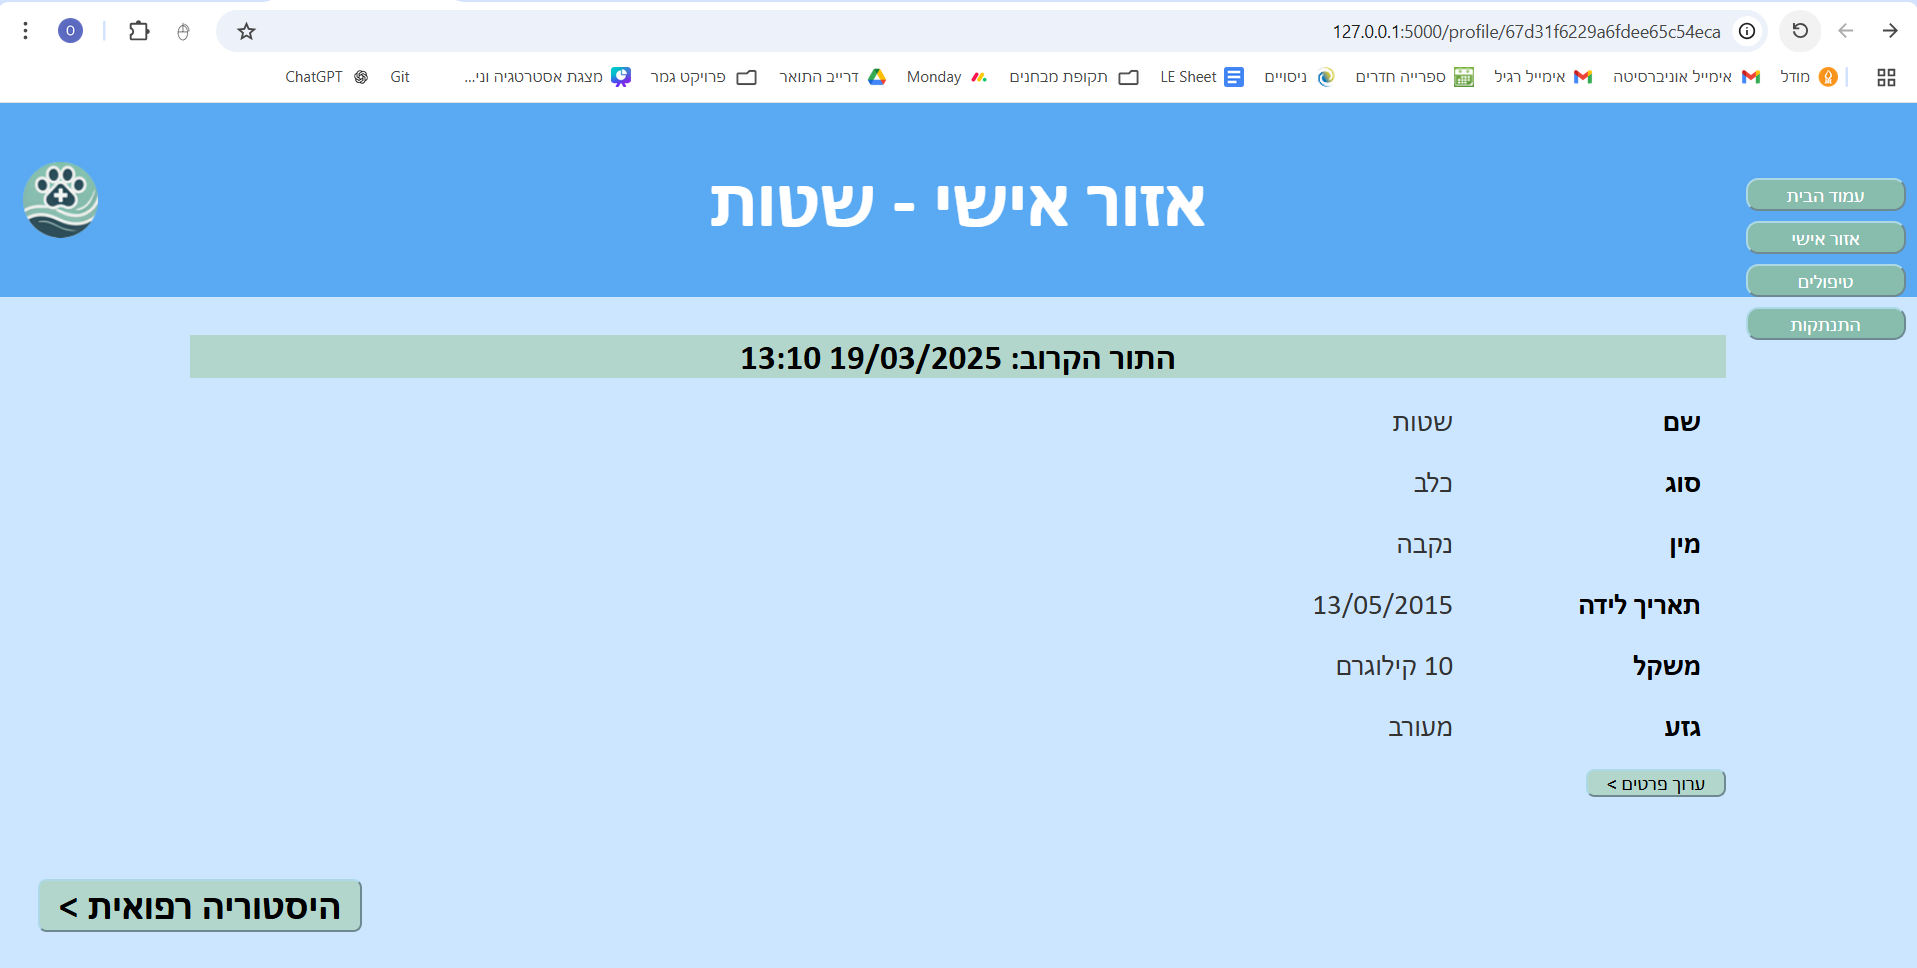 127.0.0.1:5000/profile/67d31f6229a6fdee65c54eca
O
מודל אימייל אוניברסיטה אימייל רגיל ספרייה חדרים ניסויים LE Sheet תקופת מבחנים Monday דרייב התואר פרויקט גמר מצגת אסטרטגיה וני... Git ChatGPT
אזור אישי - שטות
עמוד הבית
אזור אישי
טיפולים
התנתקות
התור הקרוב: 19/03/2025 13:10
שם שטות
סוג כלב
מין נקבה
תאריך לידה 13/05/2015
משקל 10 קילוגרם
גזע מעורב
ערוך פרטים >
היסטוריה רפואית >